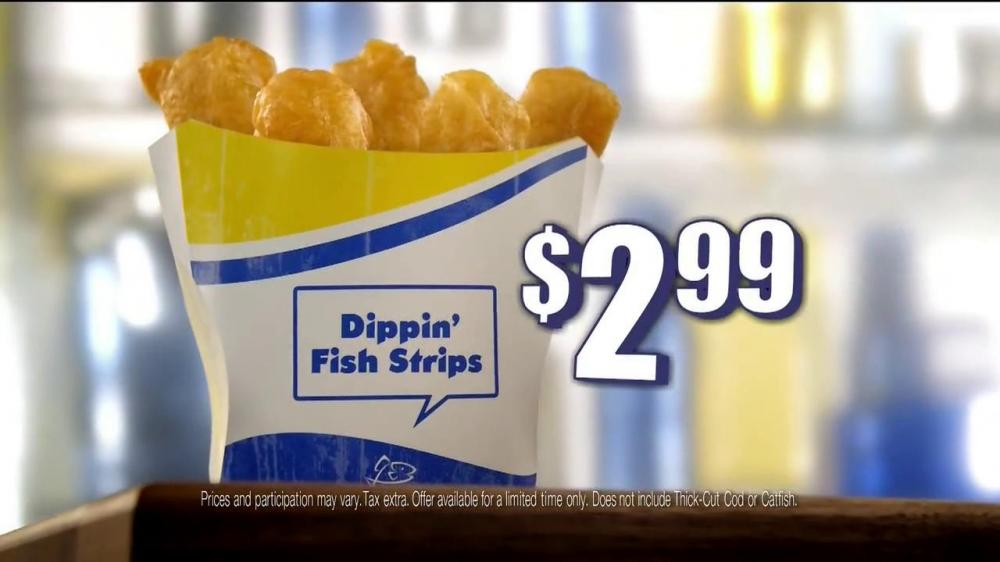 Dippin'
Fish Strips
$2.99
Prices and participation may vary. Tax extra. Offer available for a limited time only. Does not include Thick-Cut Cod or Catfish.